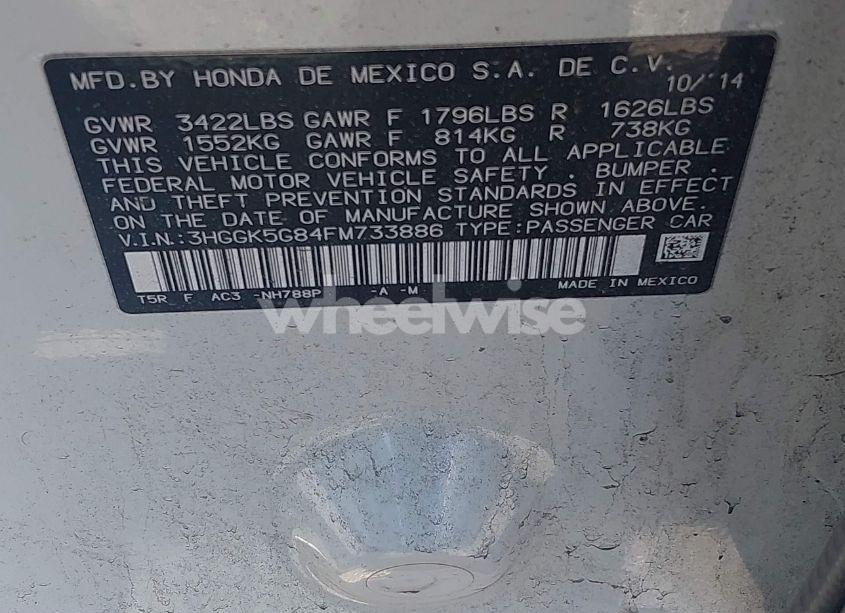 MFD.BY HONDA DE MEXICO S.A. DE C.V.
10/'14
GVWR 3422LBS GAWR F 1796LBS R 1626LBS
GVWR 1552KG GAWR F 814KG R 738KG
THIS VEHICLE CONFORMS TO ALL APPLICABLE
FEDERAL MOTOR VEHICLE SAFETY . BUMPER .
AND THEFT PREVENTION STANDARDS IN EFFECT
ON THE DATE OF MANUFACTURE SHOWN ABOVE.
V.I.N.:3HGGK5G84FM733886 TYPE:PASSENGER CAR
T5R F AC3 -NH788P -A -M MADE IN MEXICO
wheelwise